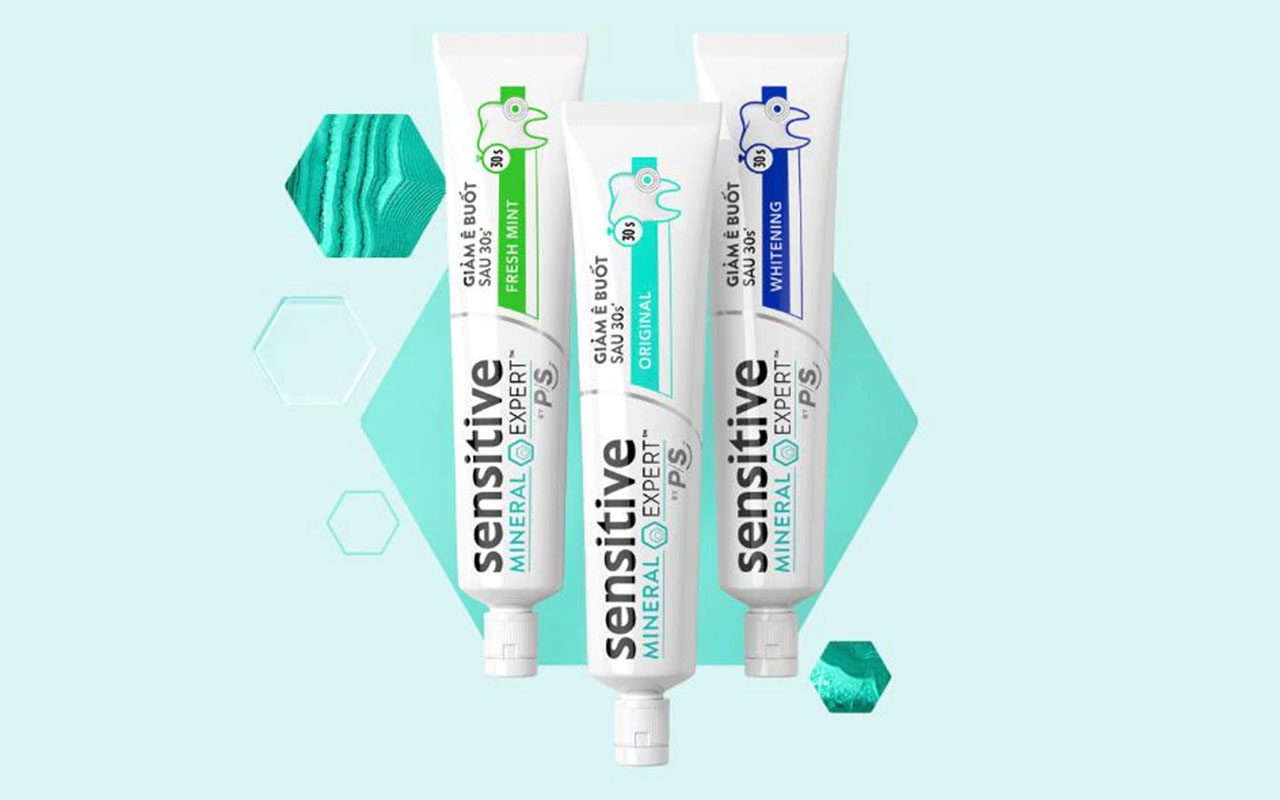 30s
GIẢM Ê BUỐT
SAU 30s*
FRESH MINT
sensitive
MINERAL EXPERT™
BY P/S
30s
GIẢM Ê BUỐT
SAU 30s*
ORIGINAL
sensitive
MINERAL EXPERT™
BY P/S
30s
GIẢM Ê BUỐT
SAU 30s*
WHITENING
sensitive
MINERAL EXPERT™
BY P/S